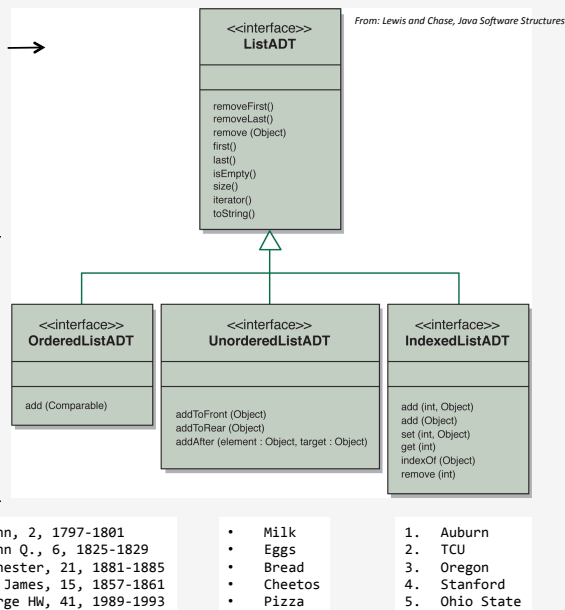 From: Lewis and Chase, Java Software Structures
<<interface>>
ListADT
removeFirst()
removeLast()
remove (Object)
first()
last()
isEmpty()
size()
iterator()
toString()
<<interface>>
OrderedListADT
add (Comparable)
<<interface>>
UnorderedListADT
addToFront (Object)
addToRear (Object)
addAfter (element : Object, target : Object)
<<interface>>
IndexedListADT
add (int, Object)
add (Object)
set (int, Object)
get (int)
indexOf (Object)
remove (int)
2, 1797-1801
Q., 6, 1825-1829
21, 1881-1885
James, 15, 1857-1861
HW, 41, 1989-1993
• Milk
• Eggs
• Bread
• Cheetos
• Pizza
1. Auburn
2. TCU
3. Oregon
4. Stanford
5. Ohio State